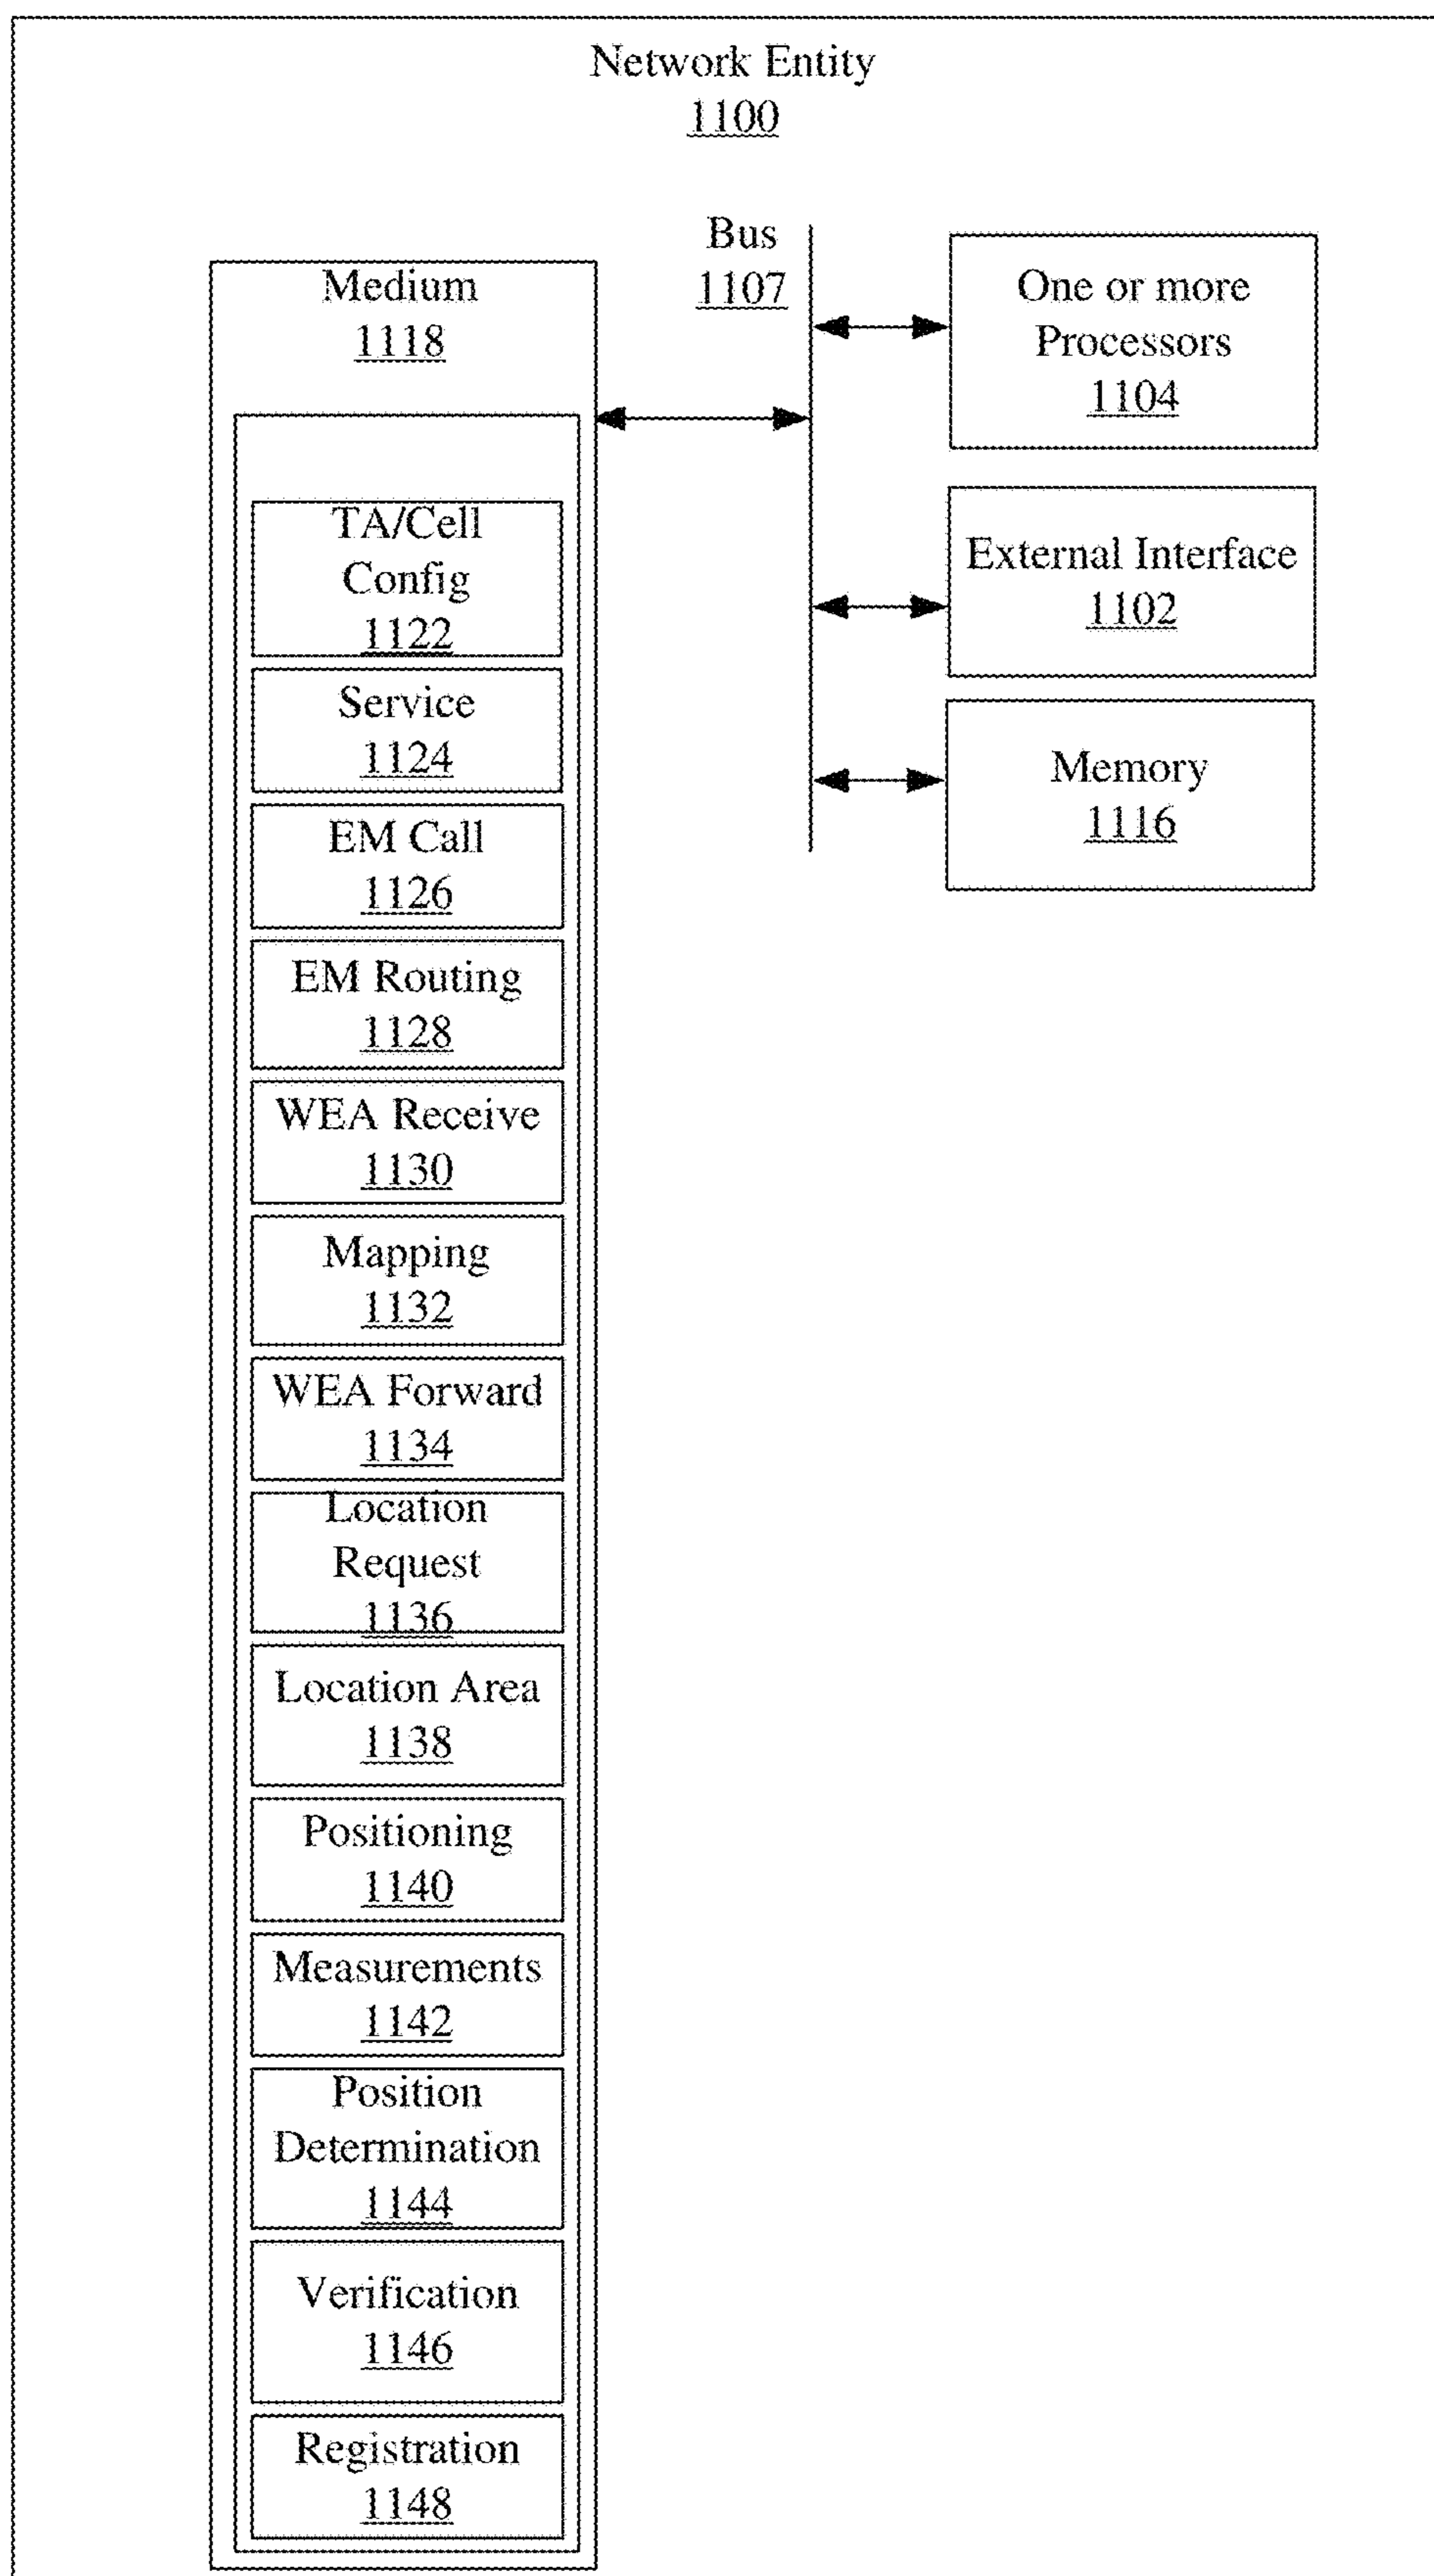 Network Entity
1100
Bus
1107
Medium
1118
One or more
Processors
1104
External Interface
1102
Memory
1116
TA/Cell
Config
1122
Service
1124
EM Call
1126
EM Routing
1128
WEA Receive
1130
Mapping
1132
WEA Forward
1134
Location
Request
1136
Location Area
1138
Positioning
1140
Measurements
1142
Position
Determination
1144
Verification
1146
Registration
1148